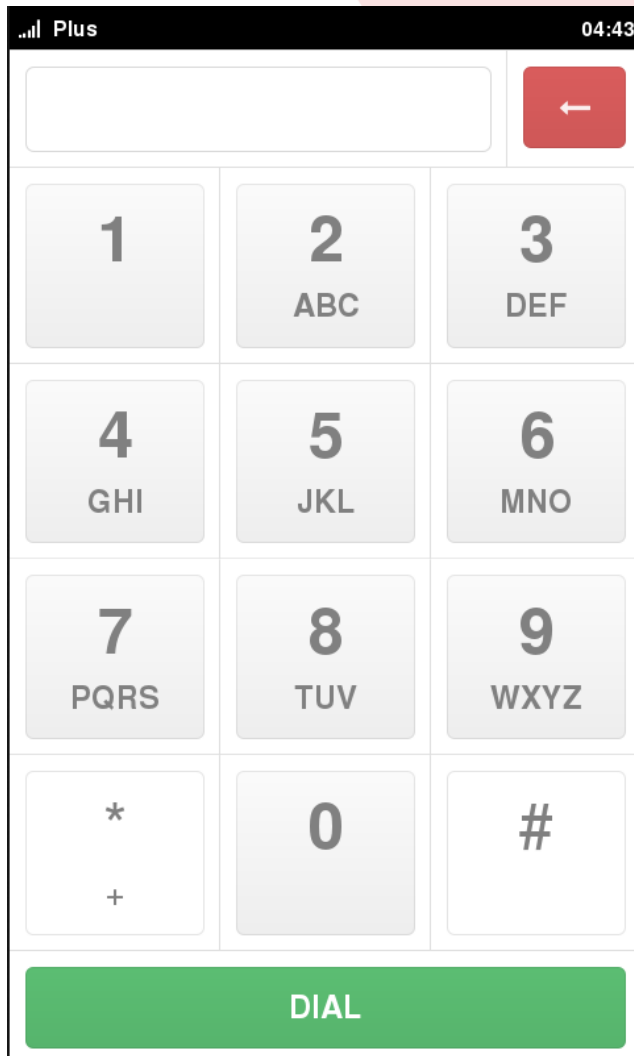 Plus 04:43
←
1 2 3
ABC DEF
4 5 6
GHI JKL MNO
7 8 9
PQRS TUV WXYZ
* 0 #
+
DIAL